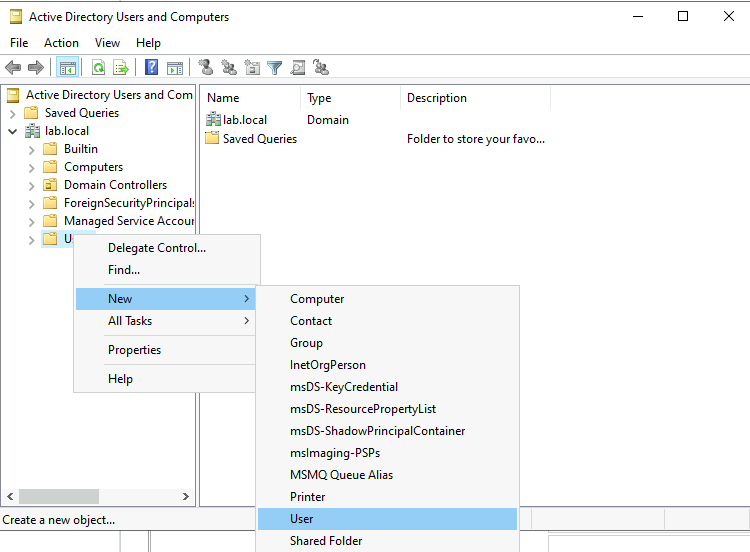 Active Directory Users and Computers
File Action View Help
Active Directory Users and Com
Saved Queries
lab.local
Builtin
Computers
Domain Controllers
ForeignSecurityPrincipals
Managed Service Accour
Name Type Description
lab.local Domain
Saved Queries Folder to store your favo...
Delegate Control...
Find...
New
All Tasks
Properties
Help
Computer
Contact
Group
InetOrgPerson
msDS-KeyCredential
msDS-ResourcePropertyList
msDS-ShadowPrincipalContainer
msImaging-PSPs
MSMQ Queue Alias
Printer
User
Shared Folder
Create a new object...